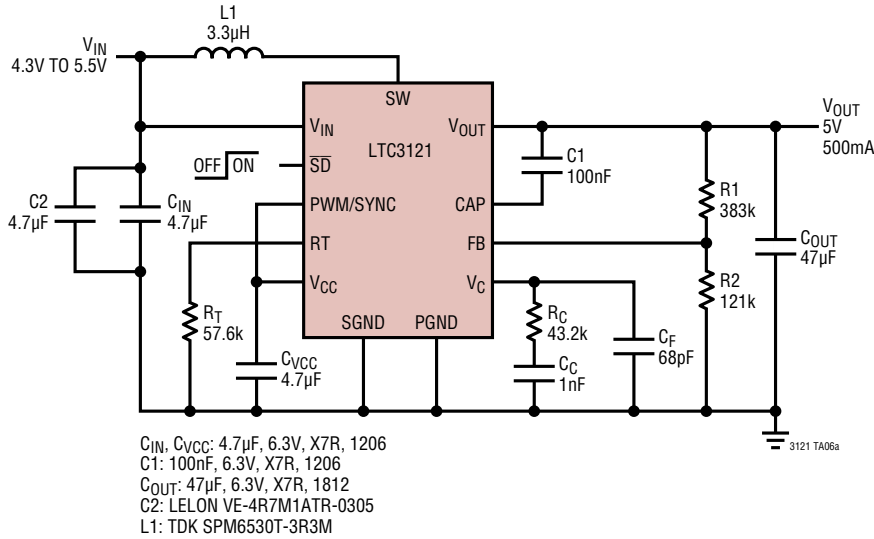 L1
3.3µH
VIN
4.3V TO 5.5V
SW
VIN
VOUT
LTC3121
VOUT
5V
500mA
OFF ON
SD
C1
100nF
R1
383k
C2
4.7µF
CIN
4.7µF
PWM/SYNC
CAP
RT
FB
COUT
47µF
VCC
VC
R2
121k
RT
57.6k
SGND
PGND
RC
43.2k
CF
68pF
CVCC
4.7µF
CC
1nF
3121 TA06a
CIN, CVCC: 4.7µF, 6.3V, X7R, 1206
C1: 100nF, 6.3V, X7R, 1206
COUT: 47µF, 6.3V, X7R, 1812
C2: LELON VE-4R7M1ATR-0305
L1: TDK SPM6530T-3R3M